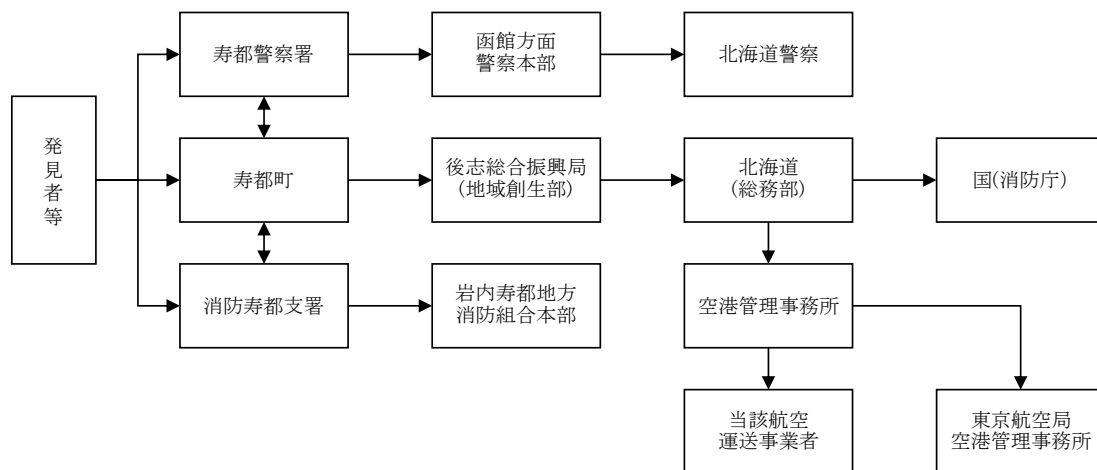 発見者等
寿都警察署
函館方面
警察本部
北海道警察
寿都町
後志総合振興局
(地域創生部)
北海道
(総務部)
国(消防庁)
消防寿都支署
岩内寿都地方
消防組合本部
空港管理事務所
当該航空
運送事業者
東京航空局
空港管理事務所